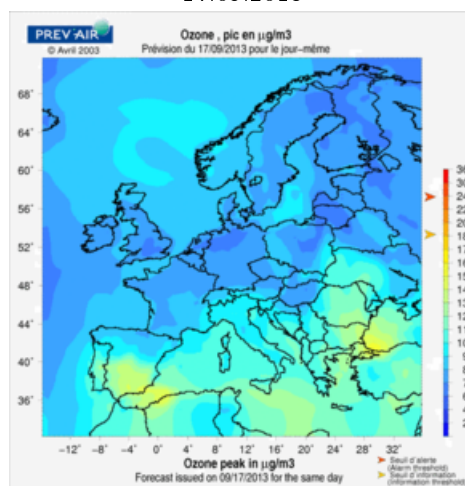 PREV'AIR
© Avril 2003
Ozone , pic en µg/m3
Prévision du 17/09/2013 pour le jour-même
68°
64°
60°
56°
52°
48°
44°
40°
36°
−12° −8° −4° 0° 4° 8° 12° 16° 20° 24° 28° 32°
Ozone peak in µg/m3
Forecast issued on 09/17/2013 for the same day
Seuil d'alerte
(Alarm threshold)
Seuil d'information
(Information threshold)